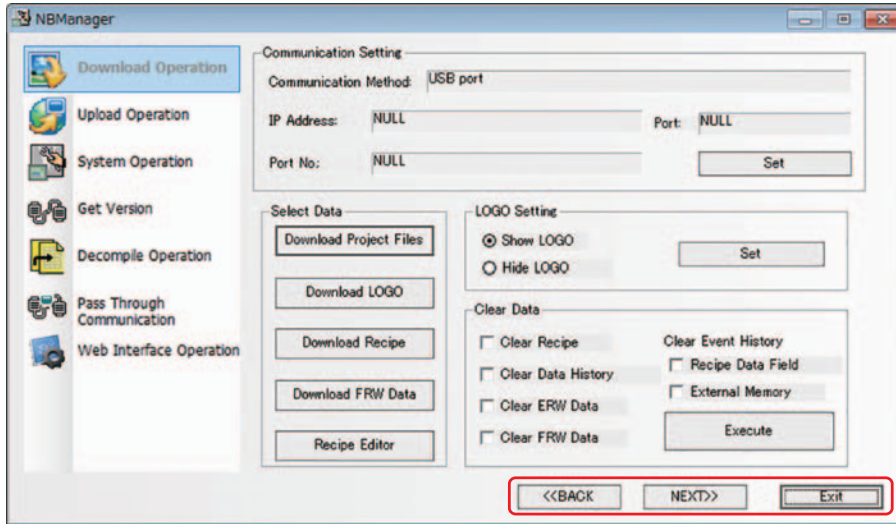 NBManager
Download Operation
Upload Operation
System Operation
Get Version
Decompile Operation
Pass Through
Communication
Web Interface Operation
Communication Setting
Communication Method: USB port
IP Address: NULL
Port: NULL
Port No.: NULL
Set
Select Data
Download Project Files
Download LOGO
Download Recipe
Download FRW Data
Recipe Editor
LOGO Setting
Show LOGO
Hide LOGO
Set
Clear Data
Clear Recipe
Clear Data History
Clear ERW Data
Clear FRW Data
Clear Event History
Recipe Data Field
External Memory
Execute
<<BACK
NEXT>>
Exit